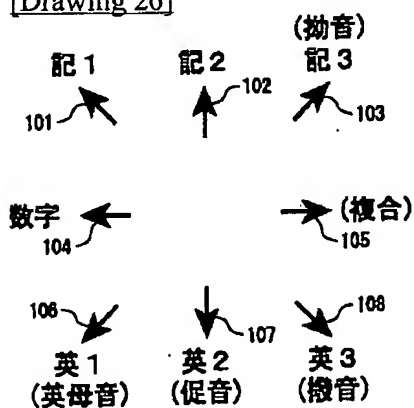 [Drawing 26]
(拗音)
記1 記2 記3
101 102 103
数字 (複合)
104 105
106 107 108
英1 英2 英3
(英母音) (促音) (撥音)